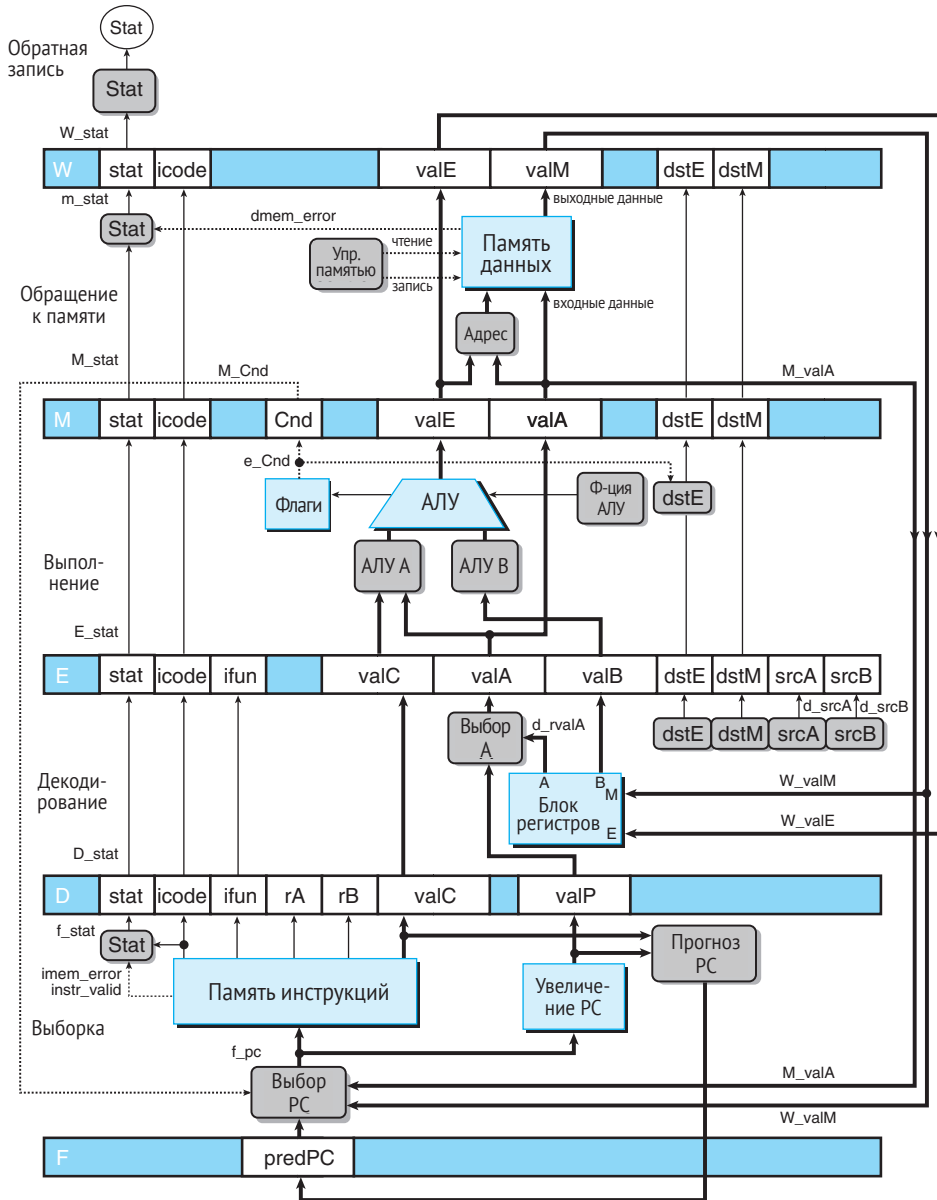 Stat
Обратная
запись
Stat
W_stat
W
stat
icode
valE
valM
dstE
dstM
m_stat
выходные данные
dmem_error
Stat
чтение
Упр.
памятью
запись
Память
данных
Обращение
к памяти
входные данные
Адрес
M_stat
M_Cnd
M_valA
M
stat
icode
Cnd
valE
valA
dstE
dstM
e_Cnd
Флаги
АЛУ
Ф-ция
АЛУ
dstE
АЛУ A
АЛУ B
Выпол-
нение
E_stat
E
stat
icode
ifun
valC
valA
valB
dstE
dstM
srcA
srcB
d_srcA
d_srcB
Выбор
A
d_rvalA
dstE
dstM
srcA
srcB
Декоди-
рование
A
B
M
Блок
регистров
E
W_valM
W_valE
D_stat
D
stat
icode
ifun
rA
rB
valC
valP
f_stat
Stat
Прогноз
PC
imem_error
instr_valid
Память инструкций
Увеличе-
ние PC
Выборка
f_pc
Выбор
PC
M_valA
W_valM
F
predPC